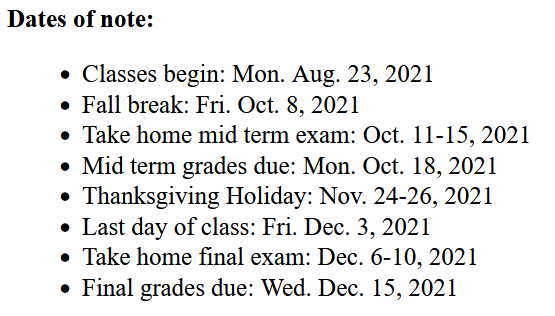 Dates of note:
Classes begin: Mon. Aug. 23, 2021
Fall break: Fri. Oct. 8, 2021
Take home mid term exam: Oct. 11-15, 2021
Mid term grades due: Mon. Oct. 18, 2021
Thanksgiving Holiday: Nov. 24-26, 2021
Last day of class: Fri. Dec. 3, 2021
Take home final exam: Dec. 6-10, 2021
Final grades due: Wed. Dec. 15, 2021